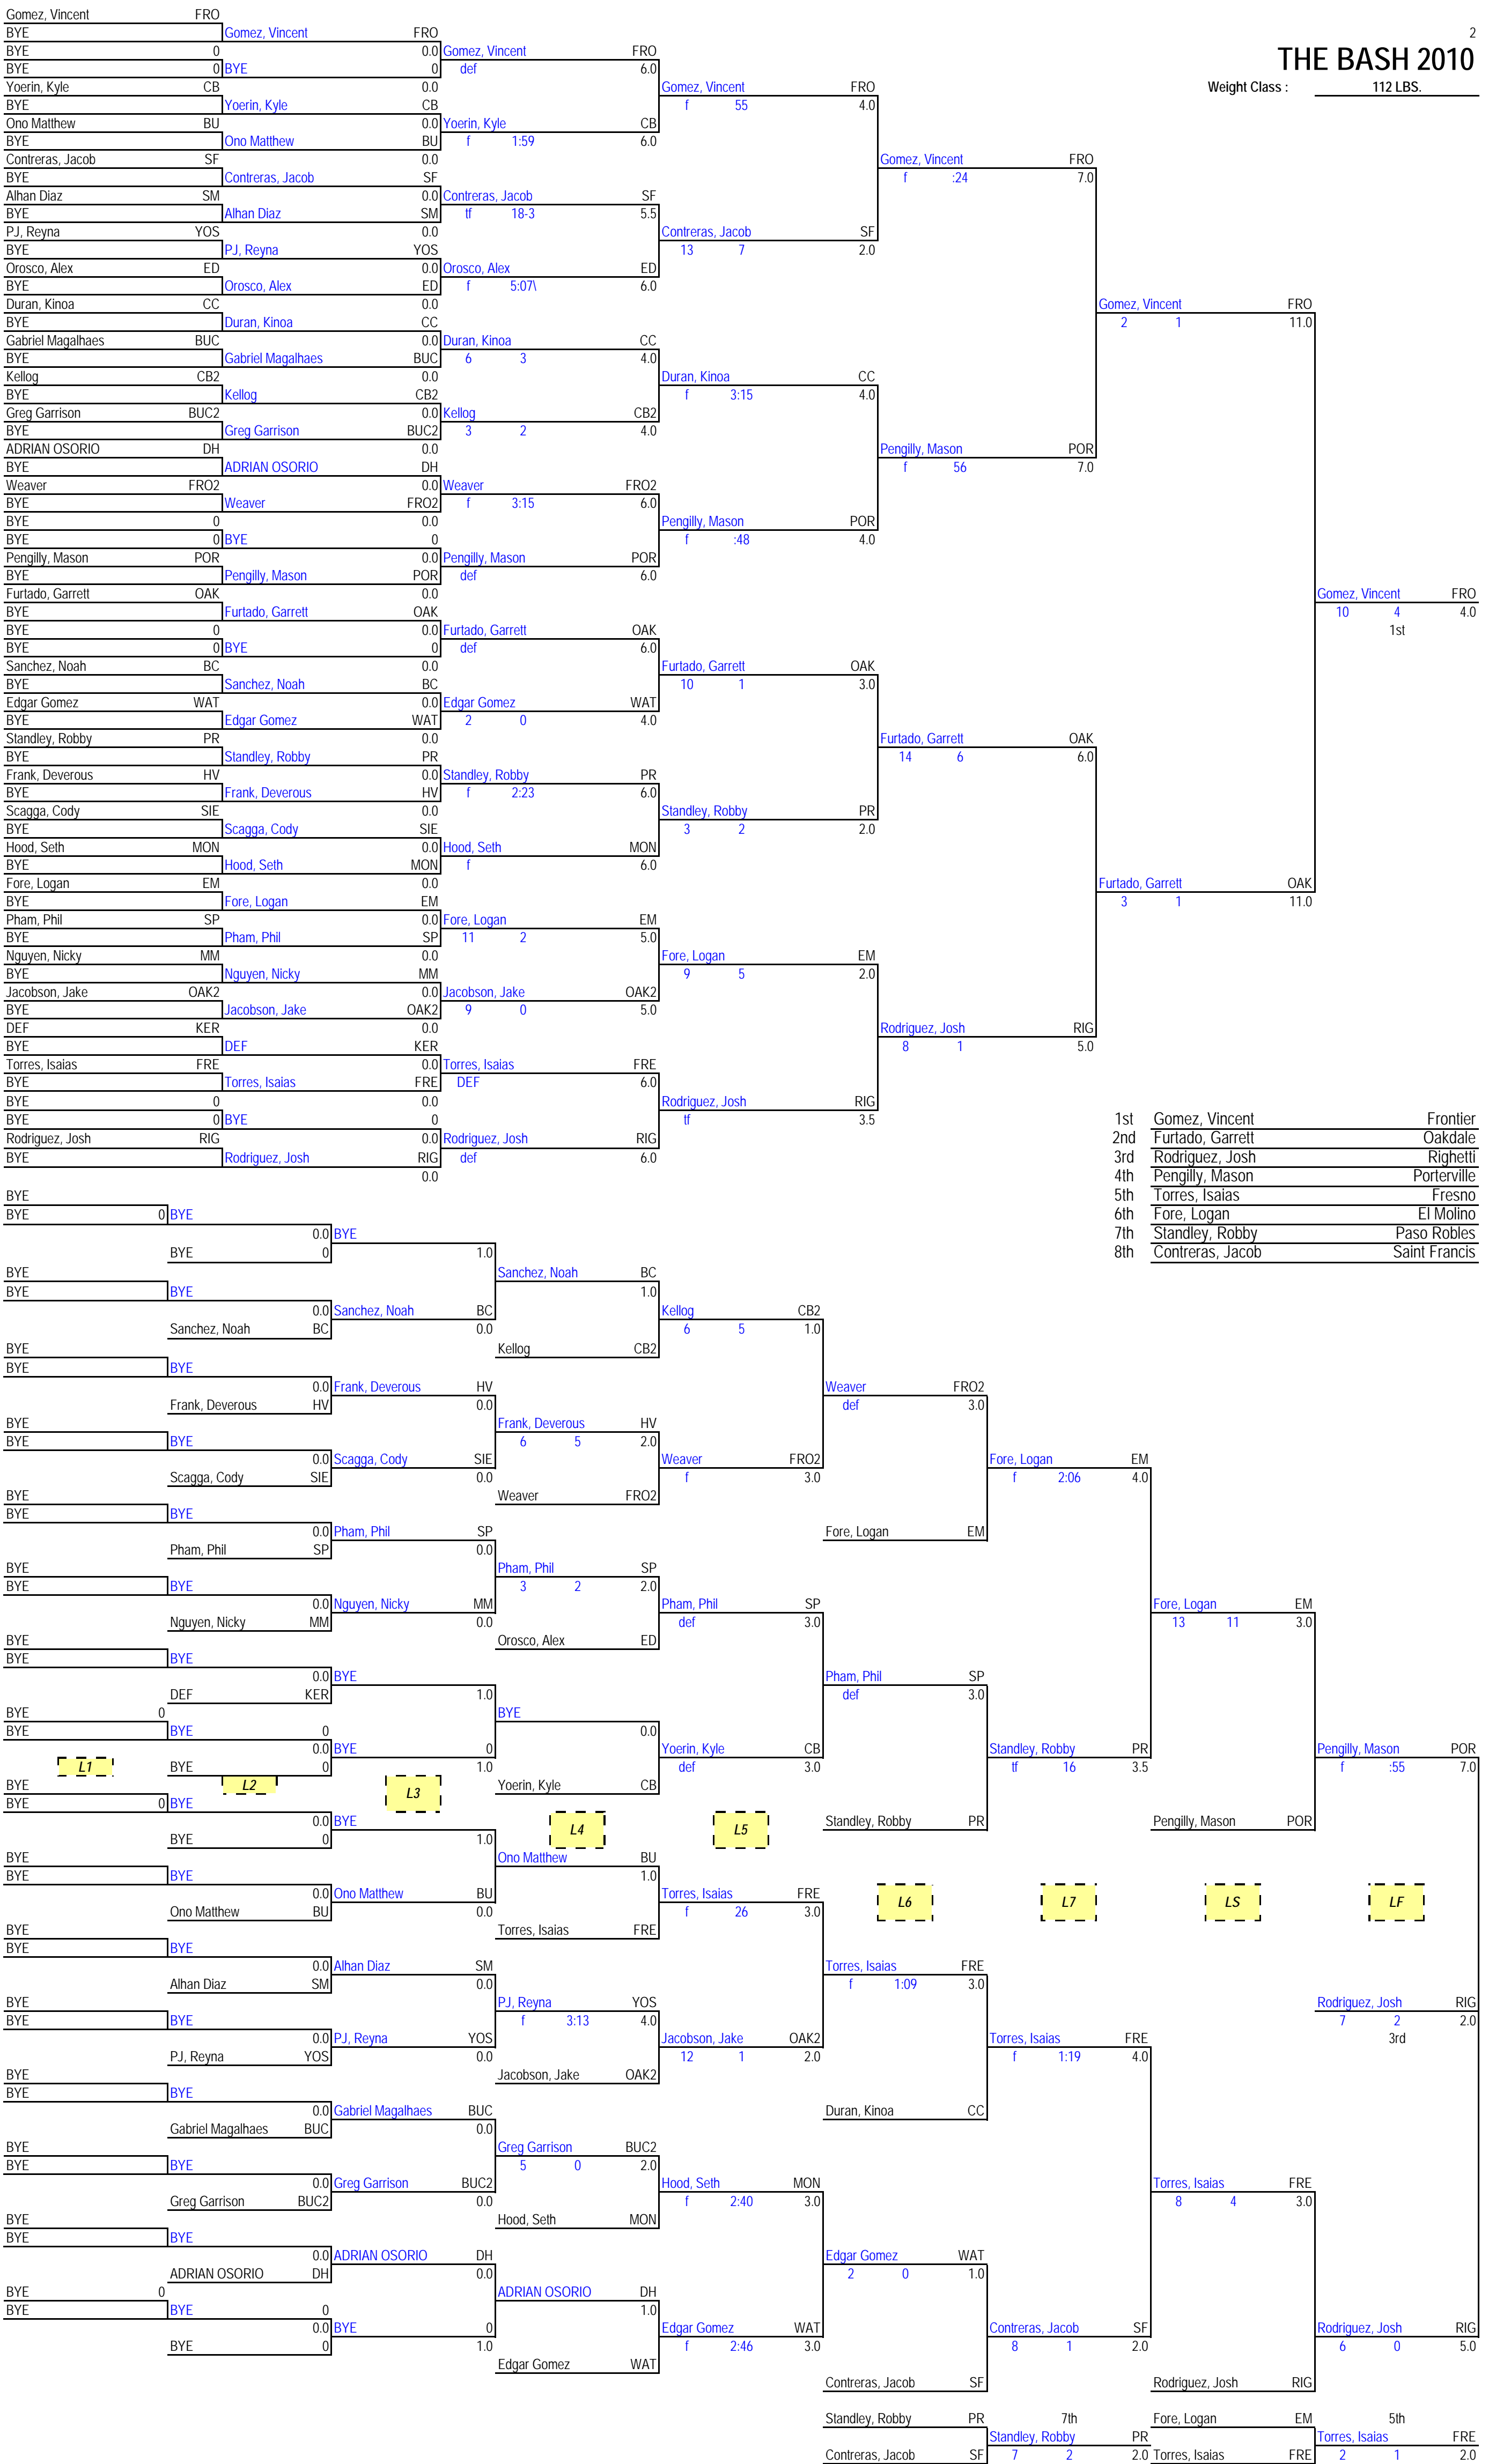 Gomez, Vincent FRO
BYE Gomez, Vincent FRO 2
BYE 0 0.0 Gomez, Vincent FRO THE BASH 2010
BYE 0 BYE 0 def 6.0
Yoerin, Kyle CB 0.0 Gomez, Vincent FRO Weight Class : 112 LBS.
BYE Yoerin, Kyle CB f 55 4.0
Ono Matthew BU 0.0 Yoerin, Kyle CB
BYE Ono Matthew BU f 1:59 6.0
Contreras, Jacob SF 0.0 Gomez, Vincent FRO
BYE Contreras, Jacob SF f :24 7.0
Alhan Diaz SM 0.0 Contreras, Jacob SF
BYE Alhan Diaz SM tf 18-3 5.5
PJ, Reyna YOS 0.0 Contreras, Jacob SF
BYE PJ, Reyna YOS 13 7 2.0
Orosco, Alex ED 0.0 Orosco, Alex ED
BYE Orosco, Alex ED f 5:07\ 6.0
Duran, Kinoa CC 0.0 Gomez, Vincent FRO
BYE Duran, Kinoa CC 2 1 11.0
Gabriel Magalhaes BUC 0.0 Duran, Kinoa CC
BYE Gabriel Magalhaes BUC 6 3 4.0
Kellog CB2 0.0 Duran, Kinoa CC
BYE Kellog CB2 f 3:15 4.0
Greg Garrison BUC2 0.0 Kellog CB2
BYE Greg Garrison BUC2 3 2 4.0
ADRIAN OSORIO DH 0.0 Pengilly, Mason POR
BYE ADRIAN OSORIO DH f 56 7.0
Weaver FRO2 0.0 Weaver FRO2
BYE Weaver FRO2 f 3:15 6.0
BYE 0 0.0 Pengilly, Mason POR
BYE 0 BYE 0 f :48 4.0
Pengilly, Mason POR 0.0 Pengilly, Mason POR
BYE Pengilly, Mason POR def 6.0
Furtado, Garrett OAK 0.0 Gomez, Vincent FRO
BYE Furtado, Garrett OAK 10 4 4.0
BYE 0 0.0 Furtado, Garrett OAK 1st
BYE 0 BYE 0 def 6.0
Sanchez, Noah BC 0.0 Furtado, Garrett OAK
BYE Sanchez, Noah BC 10 1 3.0
Edgar Gomez WAT 0.0 Edgar Gomez WAT
BYE Edgar Gomez WAT 2 0 4.0
Standley, Robby PR 0.0 Furtado, Garrett OAK
BYE Standley, Robby PR 14 6 6.0
Frank, Deverous HV 0.0 Standley, Robby PR
BYE Frank, Deverous HV f 2:23 6.0
Scagga, Cody SIE 0.0 Standley, Robby PR
BYE Scagga, Cody SIE 3 2 2.0
Hood, Seth MON 0.0 Hood, Seth MON
BYE Hood, Seth MON f 6.0
Fore, Logan EM 0.0 Furtado, Garrett OAK
BYE Fore, Logan EM 3 1 11.0
Pham, Phil SP 0.0 Fore, Logan EM
BYE Pham, Phil SP 11 2 5.0
Nguyen, Nicky MM 0.0 Fore, Logan EM
BYE Nguyen, Nicky MM 9 5 2.0
Jacobson, Jake OAK2 0.0 Jacobson, Jake OAK2
BYE Jacobson, Jake OAK2 9 0 5.0
DEF KER 0.0 Rodriguez, Josh RIG
BYE DEF KER 8 1 5.0
Torres, Isaias FRE 0.0 Torres, Isaias FRE
BYE Torres, Isaias FRE DEF 6.0
BYE 0 0.0 Rodriguez, Josh RIG
BYE 0 BYE 0 tf 3.5 1st Gomez, Vincent Frontier
Rodriguez, Josh RIG 0.0 Rodriguez, Josh RIG 2nd Furtado, Garrett Oakdale
BYE Rodriguez, Josh RIG def 6.0 3rd Rodriguez, Josh Righetti
0.0 4th Pengilly, Mason Porterville
BYE 5th Torres, Isaias Fresno
BYE 0 BYE 6th Fore, Logan El Molino
0.0 BYE 7th Standley, Robby Paso Robles
BYE 0 1.0 8th Contreras, Jacob Saint Francis
BYE Sanchez, Noah BC
BYE BYE 1.0
0.0 Sanchez, Noah BC Kellog CB2
Sanchez, Noah BC 0.0 6 5 1.0
BYE Kellog CB2
BYE BYE
0.0 Frank, Deverous HV Weaver FRO2
Frank, Deverous HV 0.0 def 3.0
BYE Frank, Deverous HV
BYE BYE 6 5 2.0
0.0 Scagga, Cody SIE Weaver FRO2 Fore, Logan EM
Scagga, Cody SIE 0.0 f 3.0 f 2:06 4.0
BYE Weaver FRO2
BYE BYE
0.0 Pham, Phil SP Fore, Logan EM
Pham, Phil SP 0.0
BYE Pham, Phil SP
BYE BYE 3 2 2.0
0.0 Nguyen, Nicky MM Pham, Phil SP Fore, Logan EM
Nguyen, Nicky MM 0.0 def 3.0 13 11 3.0
BYE Orosco, Alex ED
BYE BYE
0.0 BYE Pham, Phil SP
DEF KER 1.0 def 3.0
BYE 0 BYE
BYE BYE 0 0.0
0.0 BYE 0 Yoerin, Kyle CB Standley, Robby PR Pengilly, Mason POR
L1 BYE 0 1.0 def 3.0 tf 16 3.5 f :55 7.0
BYE L2 L3 Yoerin, Kyle CB
BYE 0 BYE
0.0 BYE L4 L5 Standley, Robby PR Pengilly, Mason POR
BYE 0 1.0
BYE Ono Matthew BU
BYE BYE 1.0
0.0 Ono Matthew BU Torres, Isaias FRE L6 L7 LS LF
Ono Matthew BU 0.0 f 26 3.0
BYE Torres, Isaias FRE
BYE BYE
0.0 Alhan Diaz SM Torres, Isaias FRE
Alhan Diaz SM 0.0 f 1:09 3.0
BYE PJ, Reyna YOS Rodriguez, Josh RIG
BYE BYE f 3:13 4.0 7 2 2.0
0.0 PJ, Reyna YOS Jacobson, Jake OAK2 Torres, Isaias FRE 3rd
PJ, Reyna YOS 0.0 12 1 2.0 f 1:19 4.0
BYE Jacobson, Jake OAK2
BYE BYE
0.0 Gabriel Magalhaes BUC Duran, Kinoa CC
Gabriel Magalhaes BUC 0.0
BYE Greg Garrison BUC2
BYE BYE 5 0 2.0
0.0 Greg Garrison BUC2 Hood, Seth MON Torres, Isaias FRE
Greg Garrison BUC2 0.0 f 2:40 3.0 8 4 3.0
BYE Hood, Seth MON
BYE BYE
0.0 ADRIAN OSORIO DH Edgar Gomez WAT
ADRIAN OSORIO DH 0.0 2 0 1.0
BYE 0 ADRIAN OSORIO DH
BYE BYE 0 1.0
0.0 BYE 0 Edgar Gomez WAT Contreras, Jacob SF Rodriguez, Josh RIG
BYE 0 1.0 f 2:46 3.0 8 1 2.0 6 0 5.0
Edgar Gomez WAT
Contreras, Jacob SF Rodriguez, Josh RIG
Standley, Robby PR 7th Fore, Logan EM 5th
Standley, Robby PR Torres, Isaias FRE
Contreras, Jacob SF 7 2 2.0 Torres, Isaias FRE 2 1 2.0